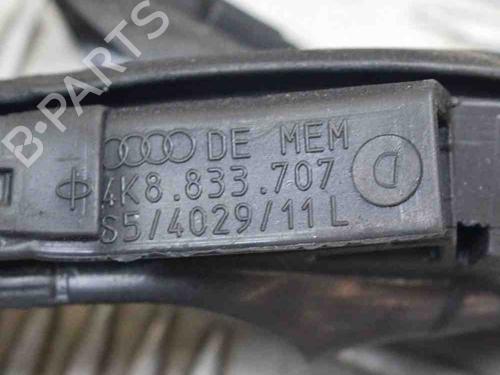 B-PARTS
DE MEM
4K8.833.707
S5/4029/11 L
D